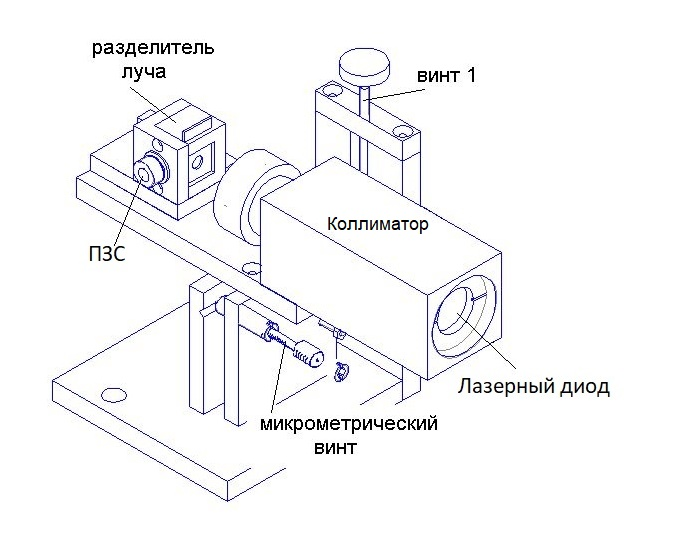 разделитель
луча
винт 1
Коллиматор
ПЗС
Лазерный диод
микрометрический
винт